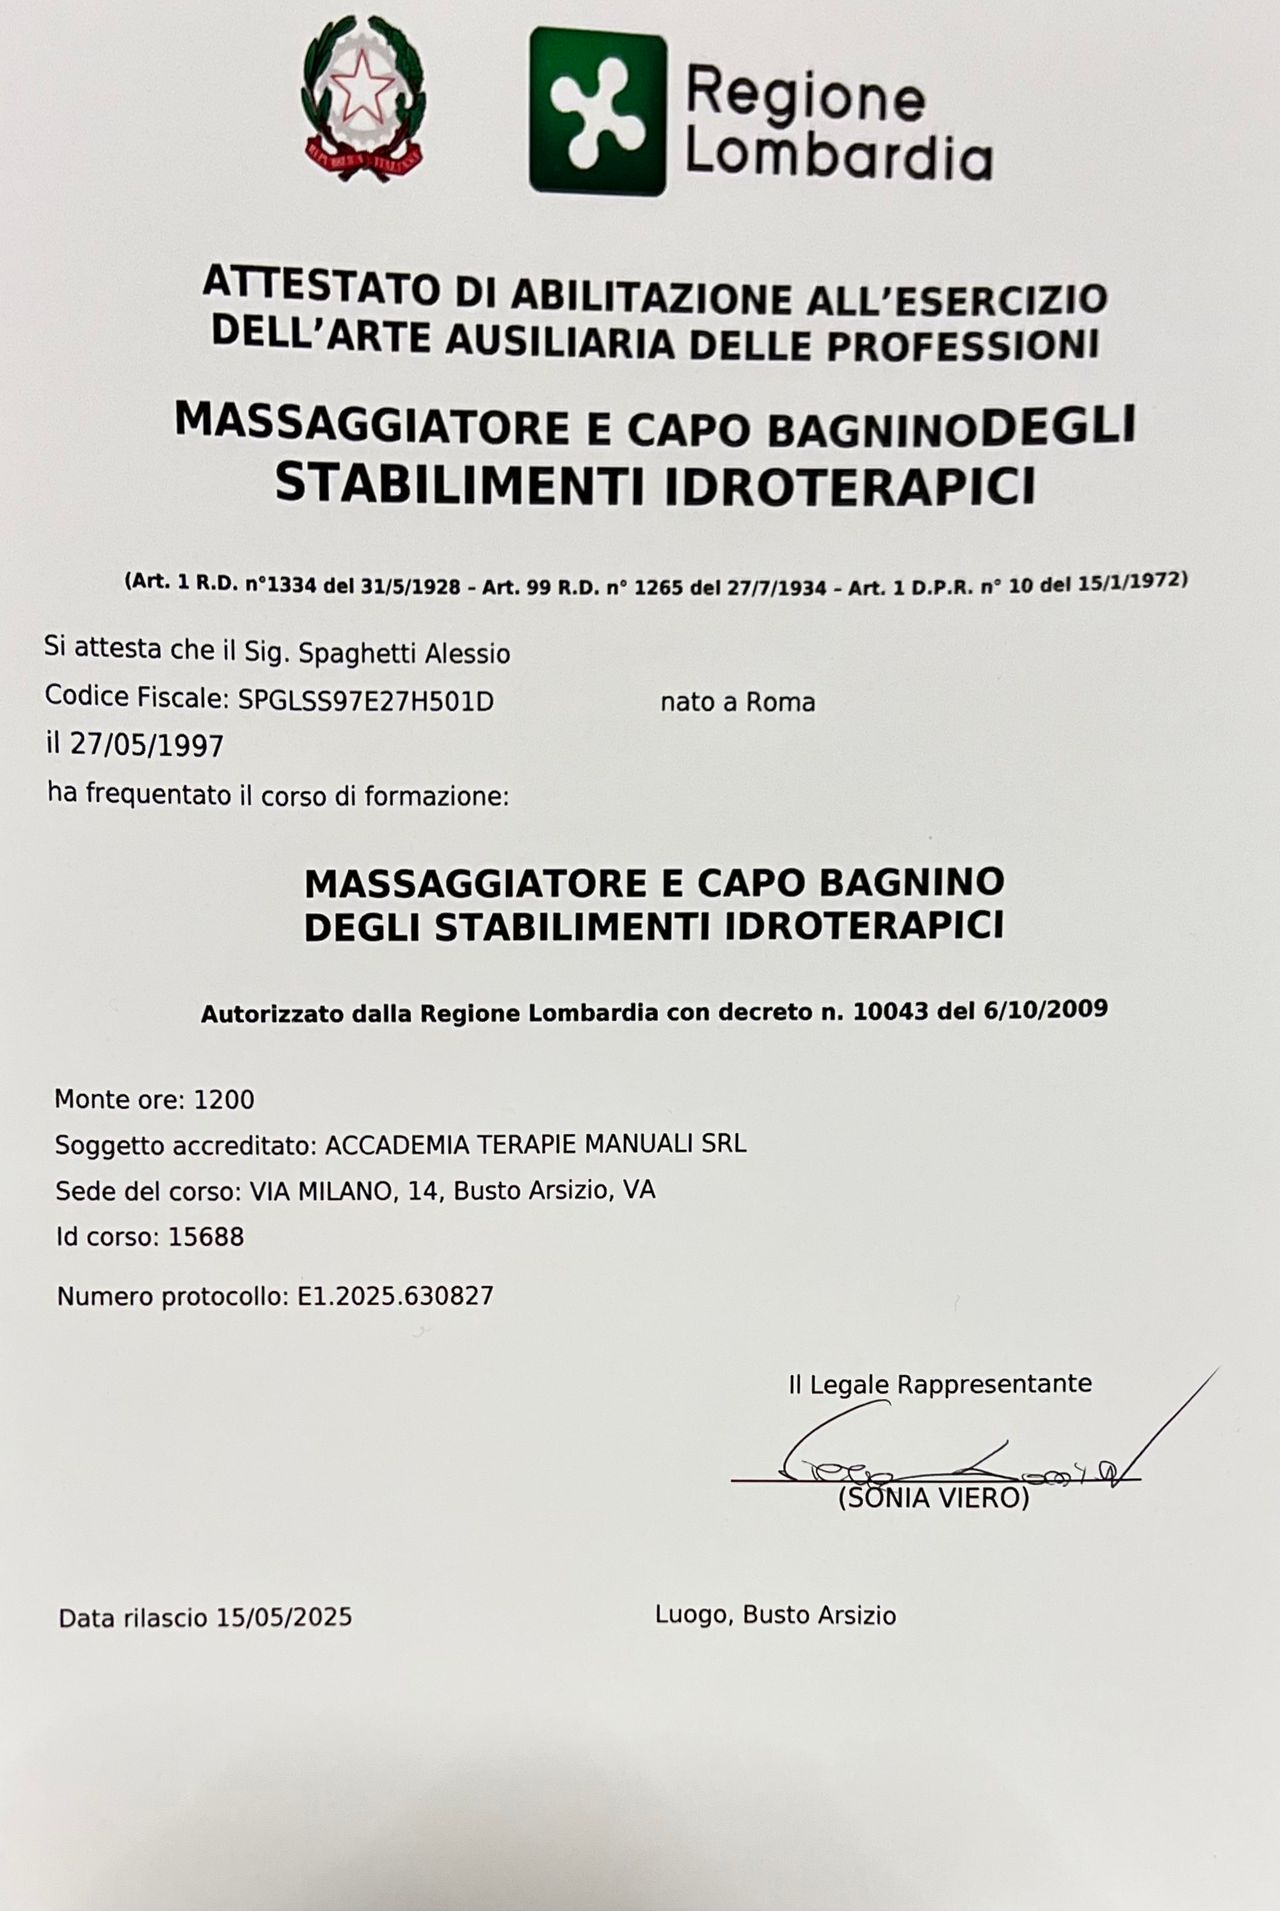 REPVBBLICA ITALIANA
Regione
Lombardia
ATTESTATO DI ABILITAZIONE ALL'ESERCIZIO
DELL'ARTE AUSILIARIA DELLE PROFESSIONI
MASSAGGIATORE E CAPO BAGNINODEGLI
STABILIMENTI IDROTERAPICI
(Art. 1 R.D. n°1334 del 31/5/1928 - Art. 99 R.D. n° 1265 del 27/7/1934 - Art. 1 D.P.R. n° 10 del 15/1/1972)
Si attesta che il Sig. Spaghetti Alessio
Codice Fiscale: SPGLSS97E27H501D nato a Roma
il 27/05/1997
ha frequentato il corso di formazione:
MASSAGGIATORE E CAPO BAGNINO
DEGLI STABILIMENTI IDROTERAPICI
Autorizzato dalla Regione Lombardia con decreto n. 10043 del 6/10/2009
Monte ore: 1200
Soggetto accreditato: ACCADEMIA TERAPIE MANUALI SRL
Sede del corso: VIA MILANO, 14, Busto Arsizio, VA
Id corso: 15688
Numero protocollo: E1.2025.630827
Il Legale Rappresentante
(SONIA VIERO)
Data rilascio 15/05/2025 Luogo, Busto Arsizio